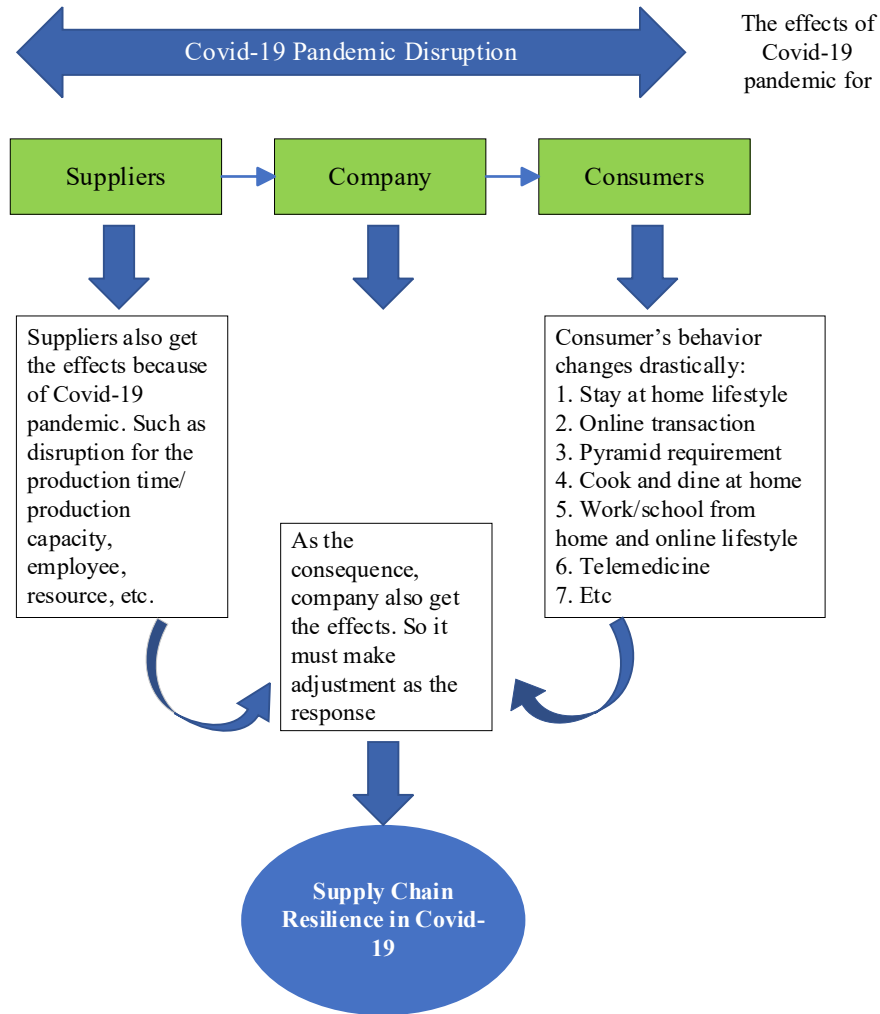 Covid-19 Pandemic Disruption
The effects of
Covid-19
pandemic for
Suppliers
Company
Consumers
Suppliers also get
the effects because
of Covid-19
pandemic. Such as
disruption for the
production time/
production
capacity,
employee,
resource, etc.
As the
consequence,
company also get
the effects. So it
must make
adjustment as the
response
Consumer’s behavior
changes drastically:
1. Stay at home lifestyle
2. Online transaction
3. Pyramid requirement
4. Cook and dine at home
5. Work/school from
home and online lifestyle
6. Telemedicine
7. Etc
Supply Chain
Resilience in Covid-
19